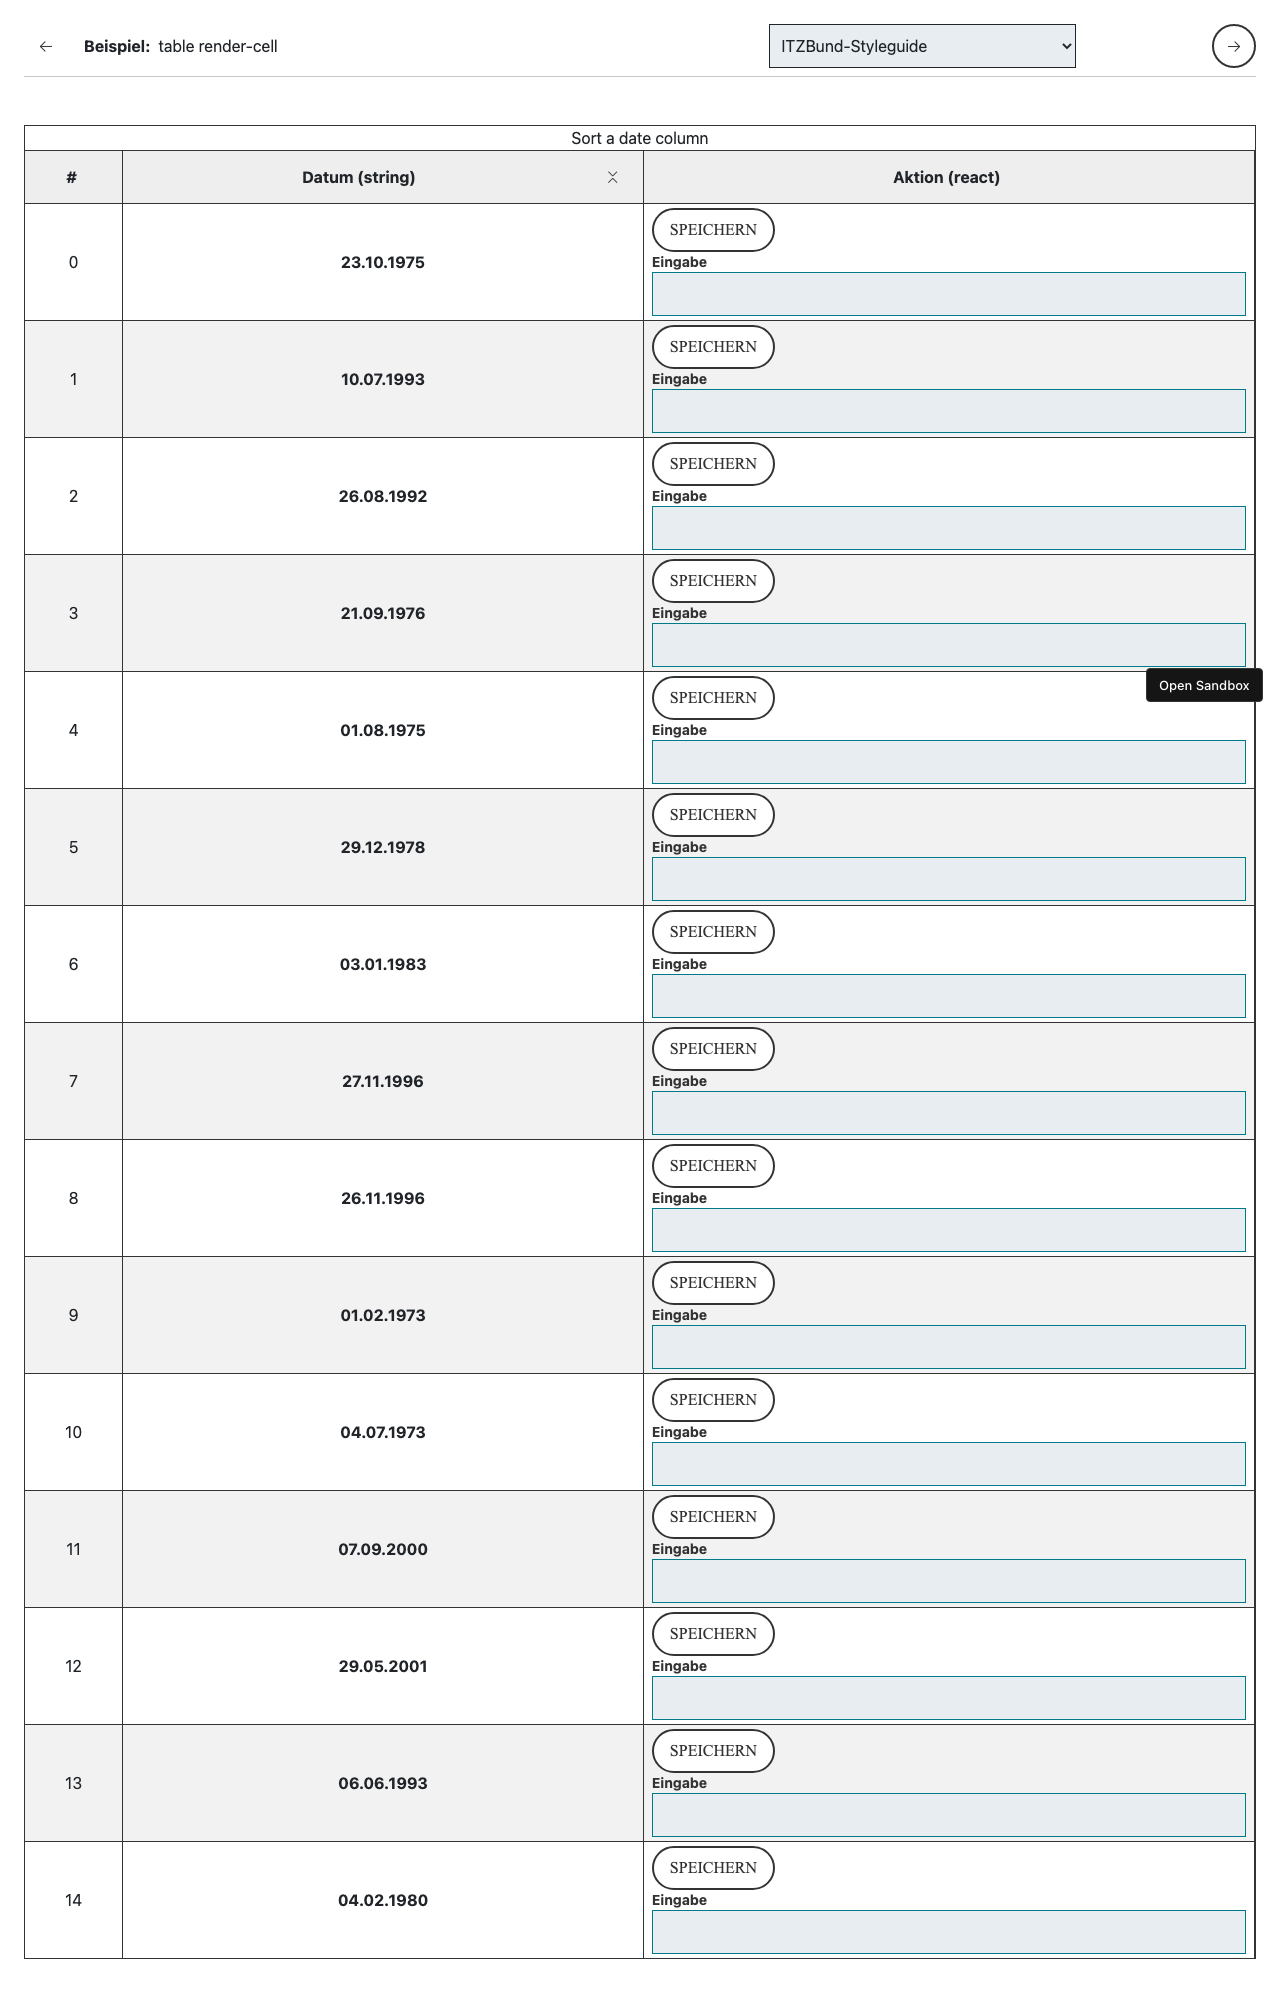 ← Beispiel: table render-cell ITZBund-Styleguide →
Sort a date column
# Datum (string) Aktion (react)
SPEICHERN
0 23.10.1975 Eingabe
SPEICHERN
1 10.07.1993 Eingabe
SPEICHERN
2 26.08.1992 Eingabe
SPEICHERN
3 21.09.1976 Eingabe
Open Sandbox
SPEICHERN
4 01.08.1975 Eingabe
SPEICHERN
5 29.12.1978 Eingabe
SPEICHERN
6 03.01.1983 Eingabe
SPEICHERN
7 27.11.1996 Eingabe
SPEICHERN
8 26.11.1996 Eingabe
SPEICHERN
9 01.02.1973 Eingabe
SPEICHERN
10 04.07.1973 Eingabe
SPEICHERN
11 07.09.2000 Eingabe
SPEICHERN
12 29.05.2001 Eingabe
SPEICHERN
13 06.06.1993 Eingabe
SPEICHERN
14 04.02.1980 Eingabe